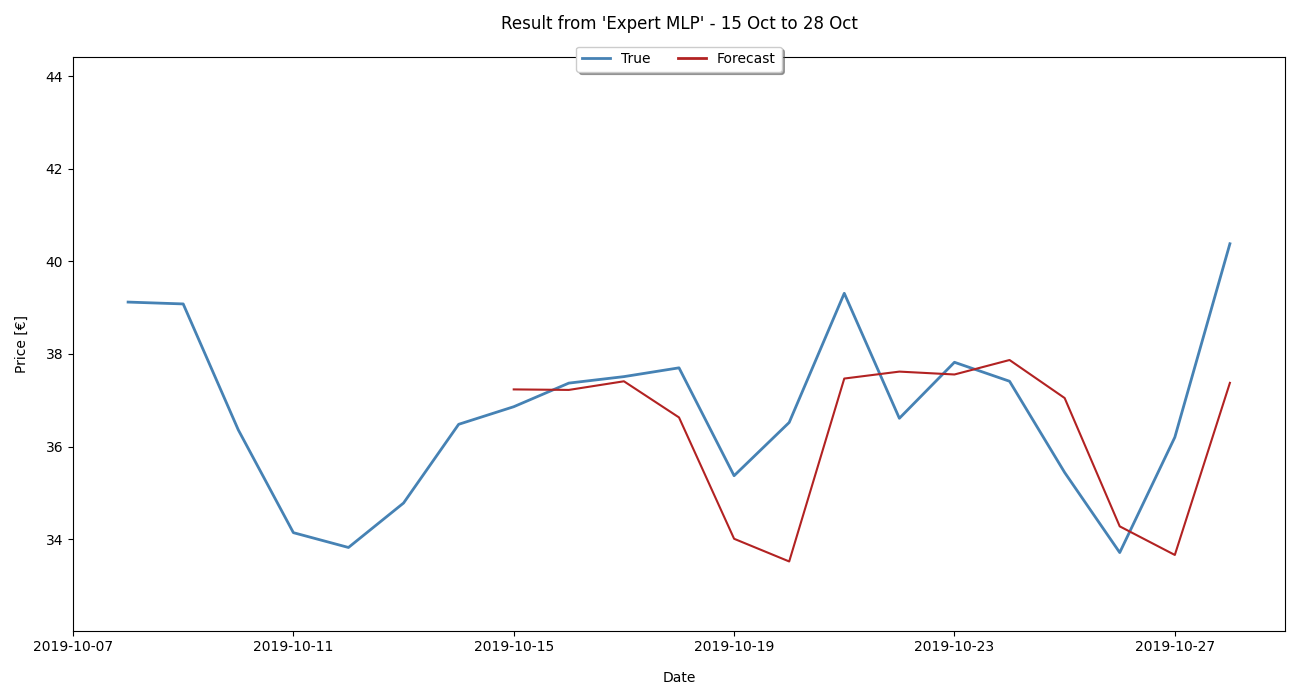 Result from 'Expert MLP' - 15 Oct to 28 Oct
True Forecast
44
42
40
38
36
34
Price [€]
2019-10-07 2019-10-11 2019-10-15 2019-10-19 2019-10-23 2019-10-27
Date